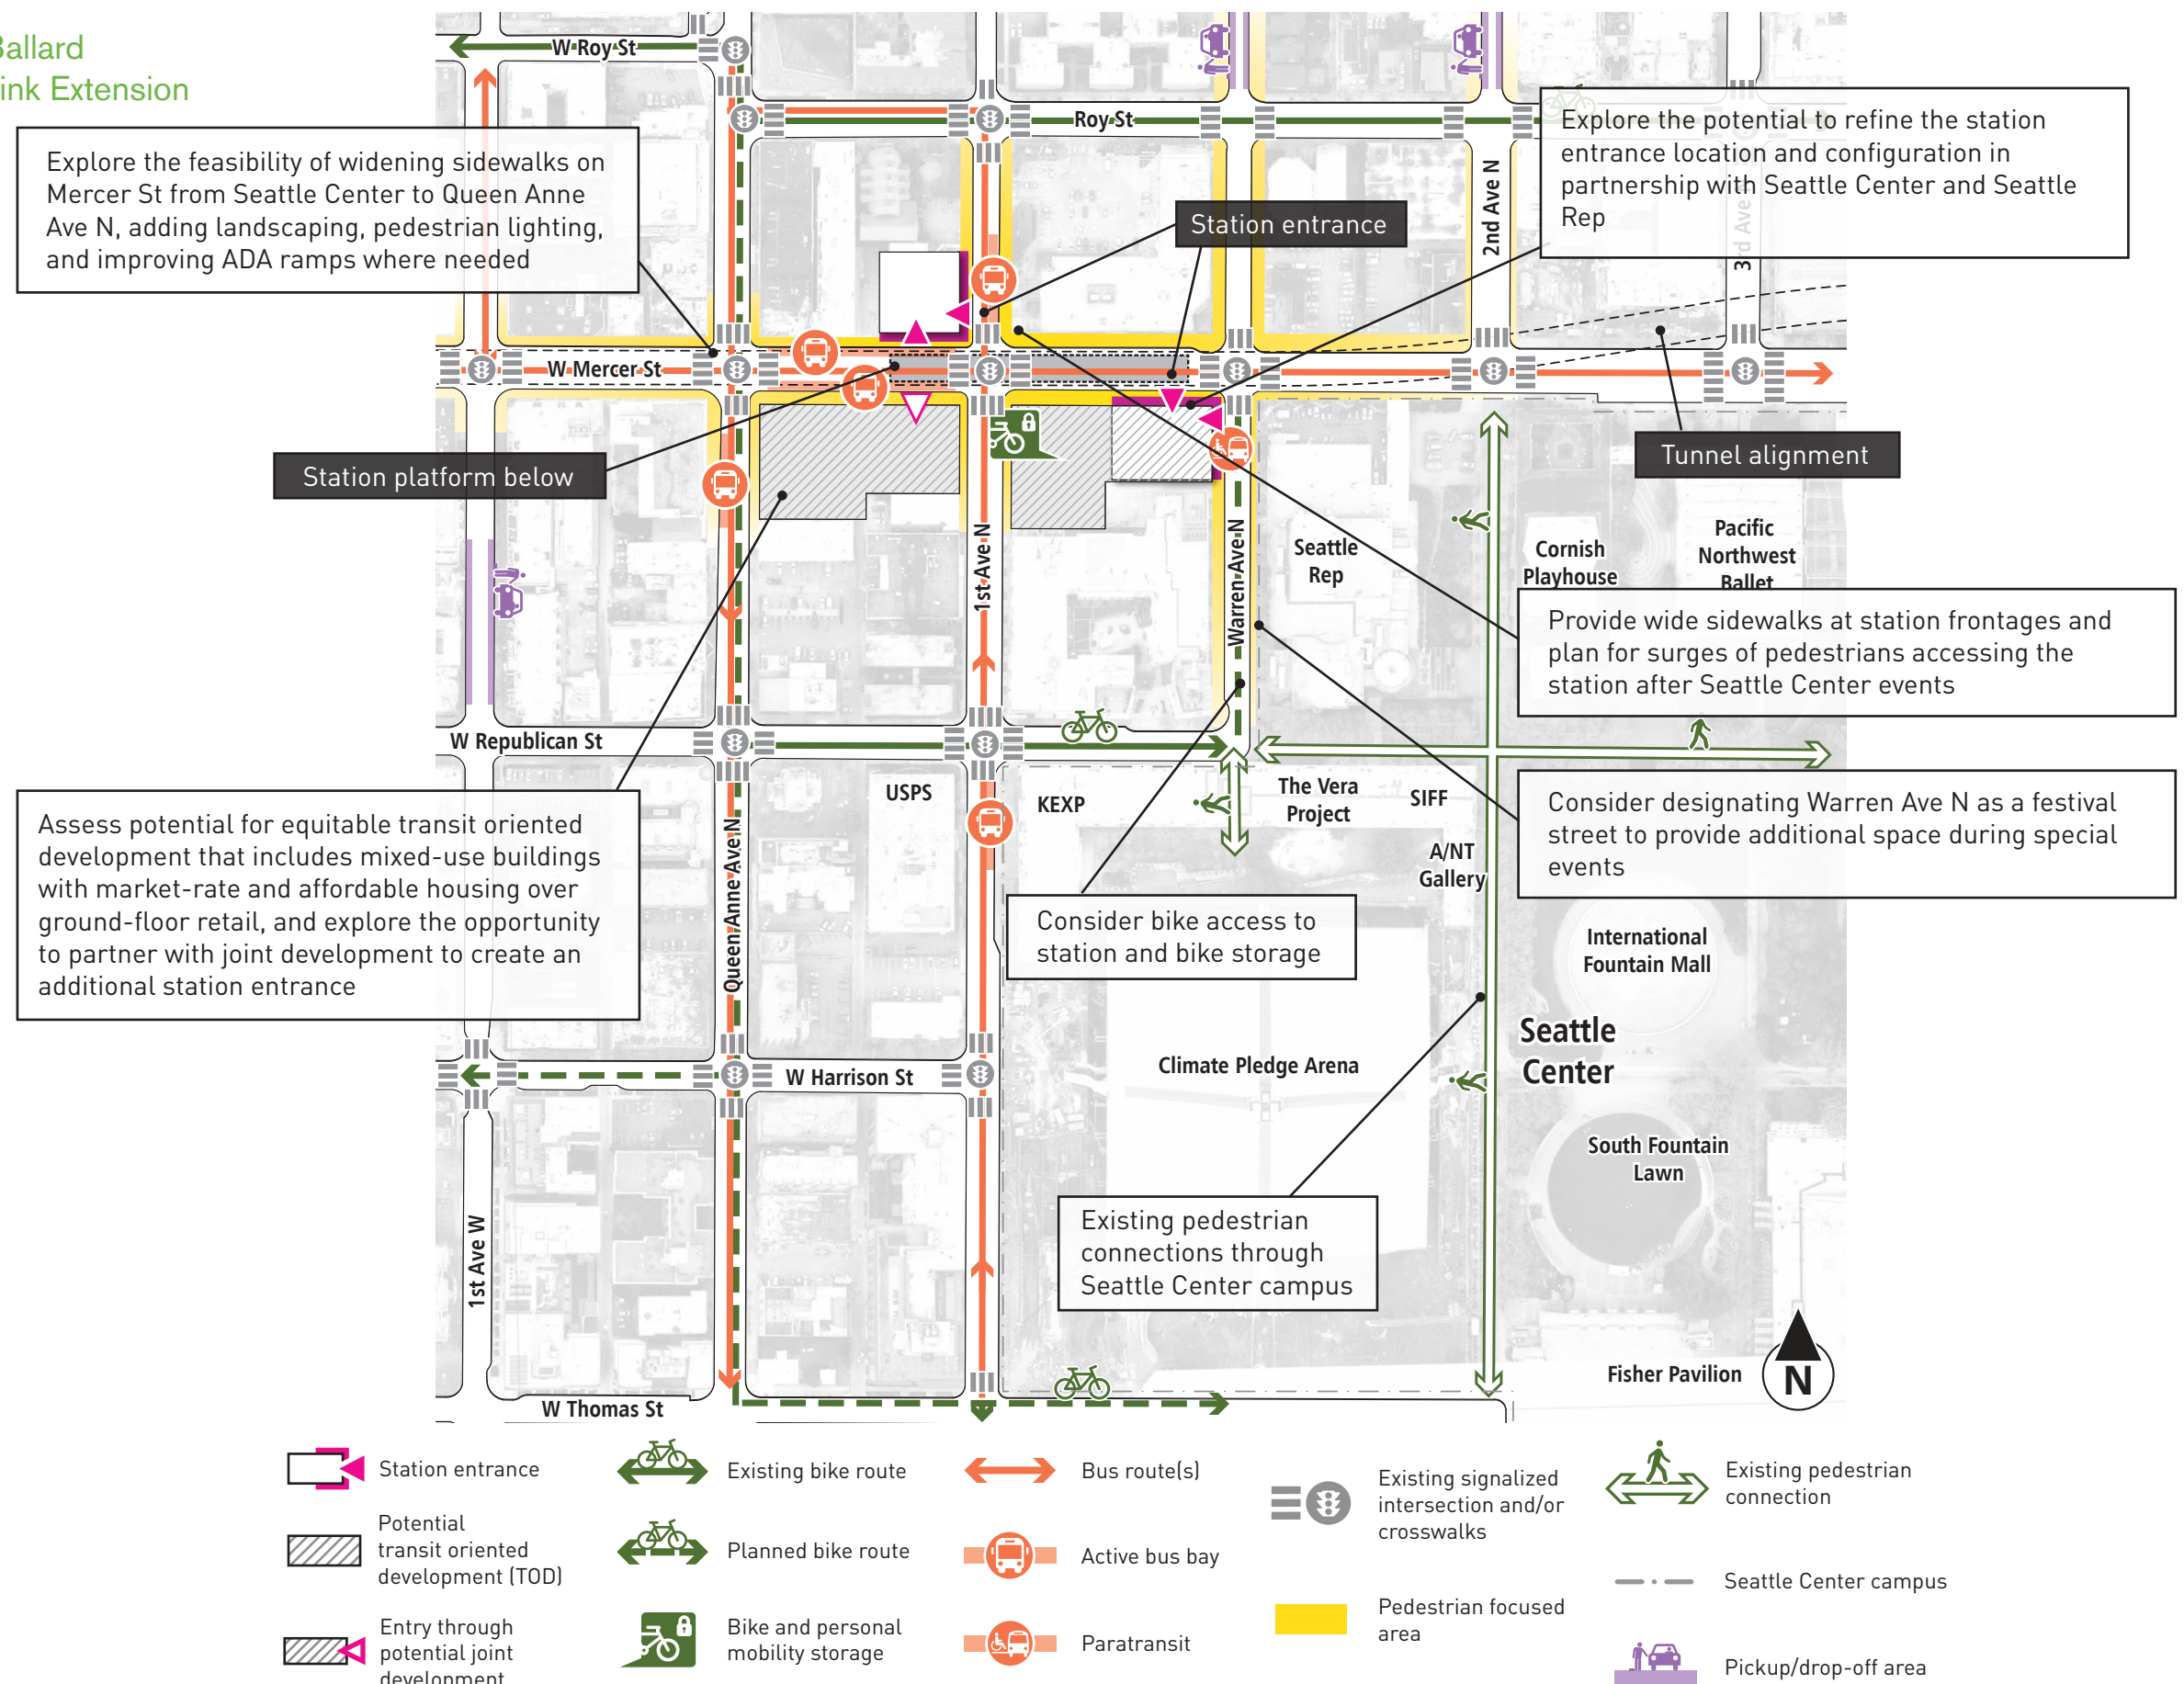 Ballard
Link Extension
W Roy St
Roy St
Explore the feasibility of widening sidewalks on
Mercer St from Seattle Center to Queen Anne
Ave N, adding landscaping, pedestrian lighting,
and improving ADA ramps where needed
Explore the potential to refine the station
entrance location and configuration in
partnership with Seattle Center and Seattle
Rep
Station entrance
2nd Ave N
3rd Ave N
W Mercer St
Station platform below
Tunnel alignment
1st Ave N
Warren Ave N
Seattle
Rep
Cornish
Playhouse
Pacific
Northwest
Ballet
Provide wide sidewalks at station frontages and
plan for surges of pedestrians accessing the
station after Seattle Center events
W Republican St
USPS
KEXP
The Vera
Project
SIFF
A/NT
Gallery
Consider designating Warren Ave N as a festival
street to provide additional space during special
events
Assess potential for equitable transit oriented
development that includes mixed-use buildings
with market-rate and affordable housing over
ground-floor retail, and explore the opportunity
to partner with joint development to create an
additional station entrance
Queen Anne Ave N
Consider bike access to
station and bike storage
International
Fountain Mall
Seattle
Center
Climate Pledge Arena
W Harrison St
South Fountain
Lawn
1st Ave W
Existing pedestrian
connections through
Seattle Center campus
Fisher Pavilion
N
W Thomas St
Station entrance
Potential
transit oriented
development (TOD)
Entry through
potential joint
development
Existing bike route
Planned bike route
Bike and personal
mobility storage
Bus route(s)
Active bus bay
Paratransit
Existing signalized
intersection and/or
crosswalks
Pedestrian focused
area
Existing pedestrian
connection
Seattle Center campus
Pickup/drop-off area